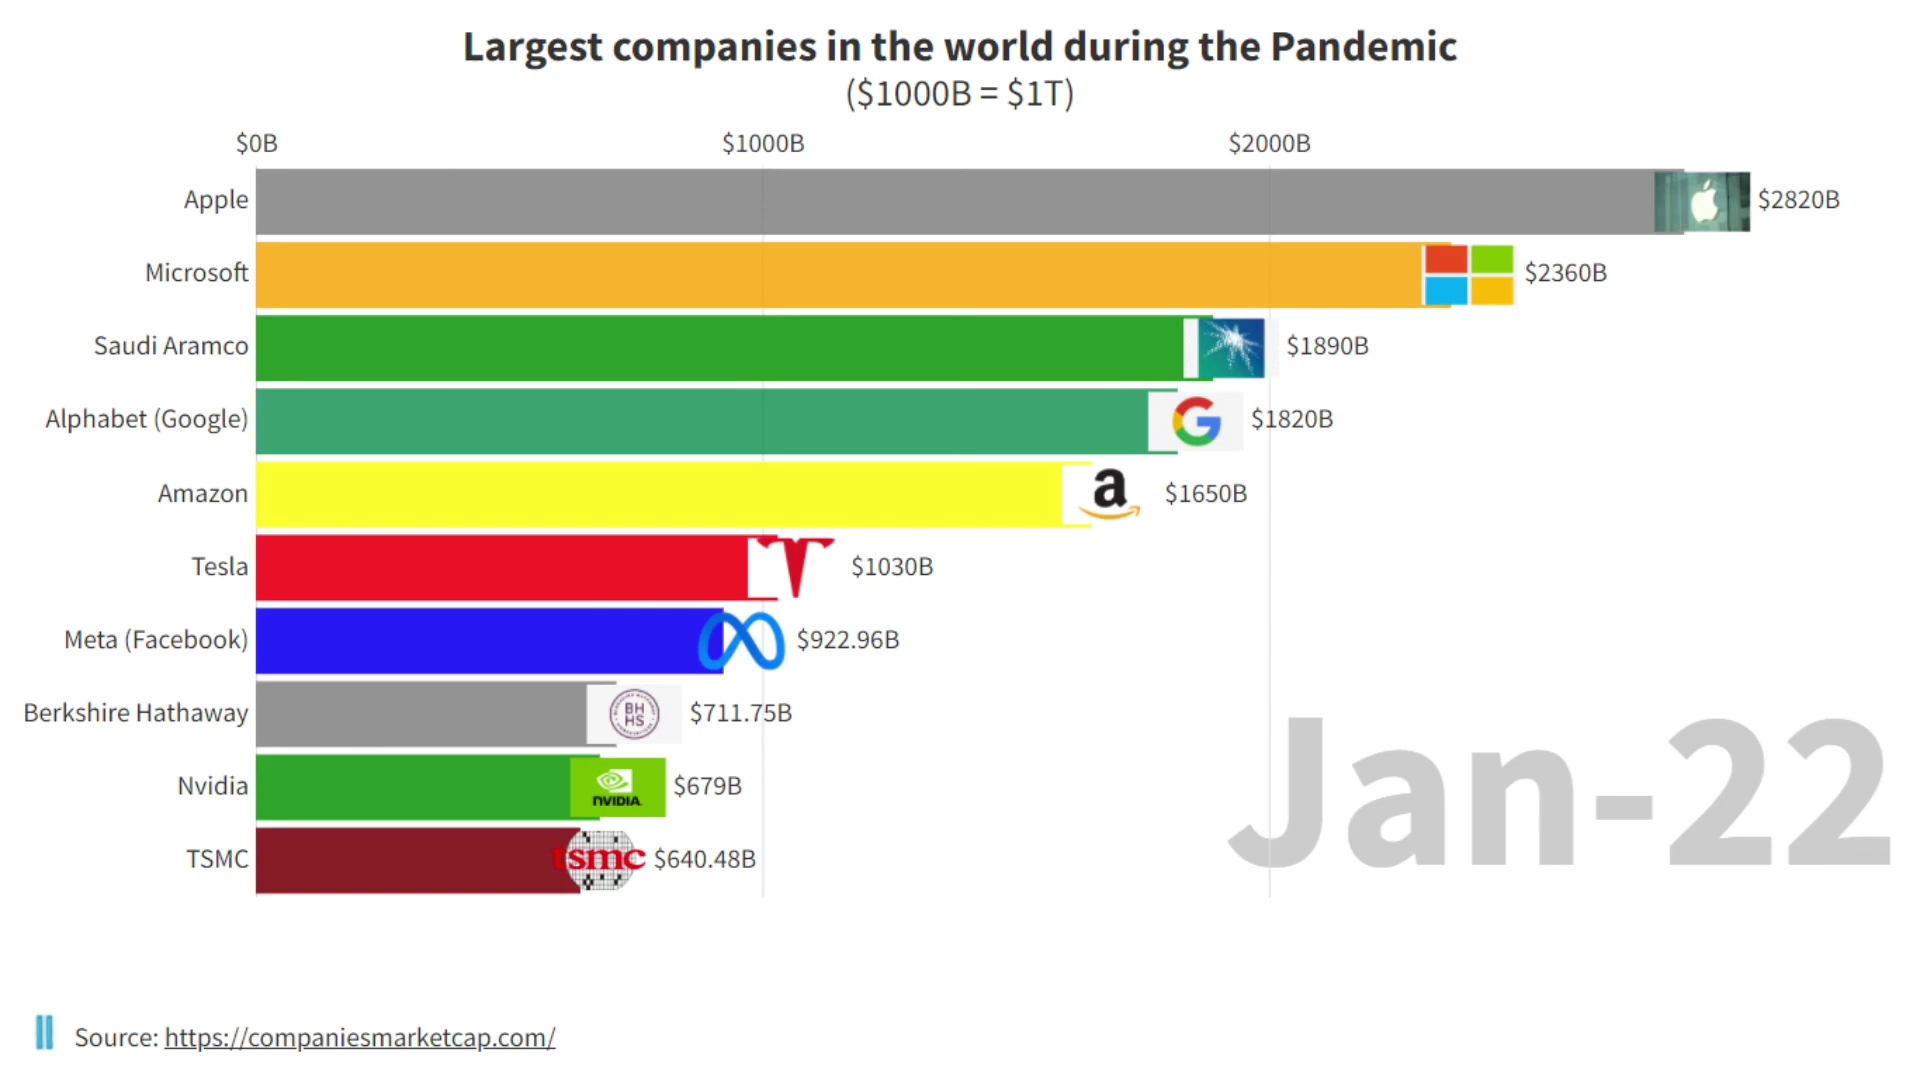 Largest companies in the world during the Pandemic
($1000B = $1T)
$0B $1000B $2000B
Apple $2820B
Microsoft $2360B
Saudi Aramco $1890B
Alphabet (Google) G $1820B
Amazon a $1650B
Tesla $1030B
Meta (Facebook) $922.96B
Berkshire Hathaway BH HS $711.75B
Nvidia NVIDIA $679B
TSMC tsmc $640.48B
Jan-22
Source: https://companiesmarketcap.com/